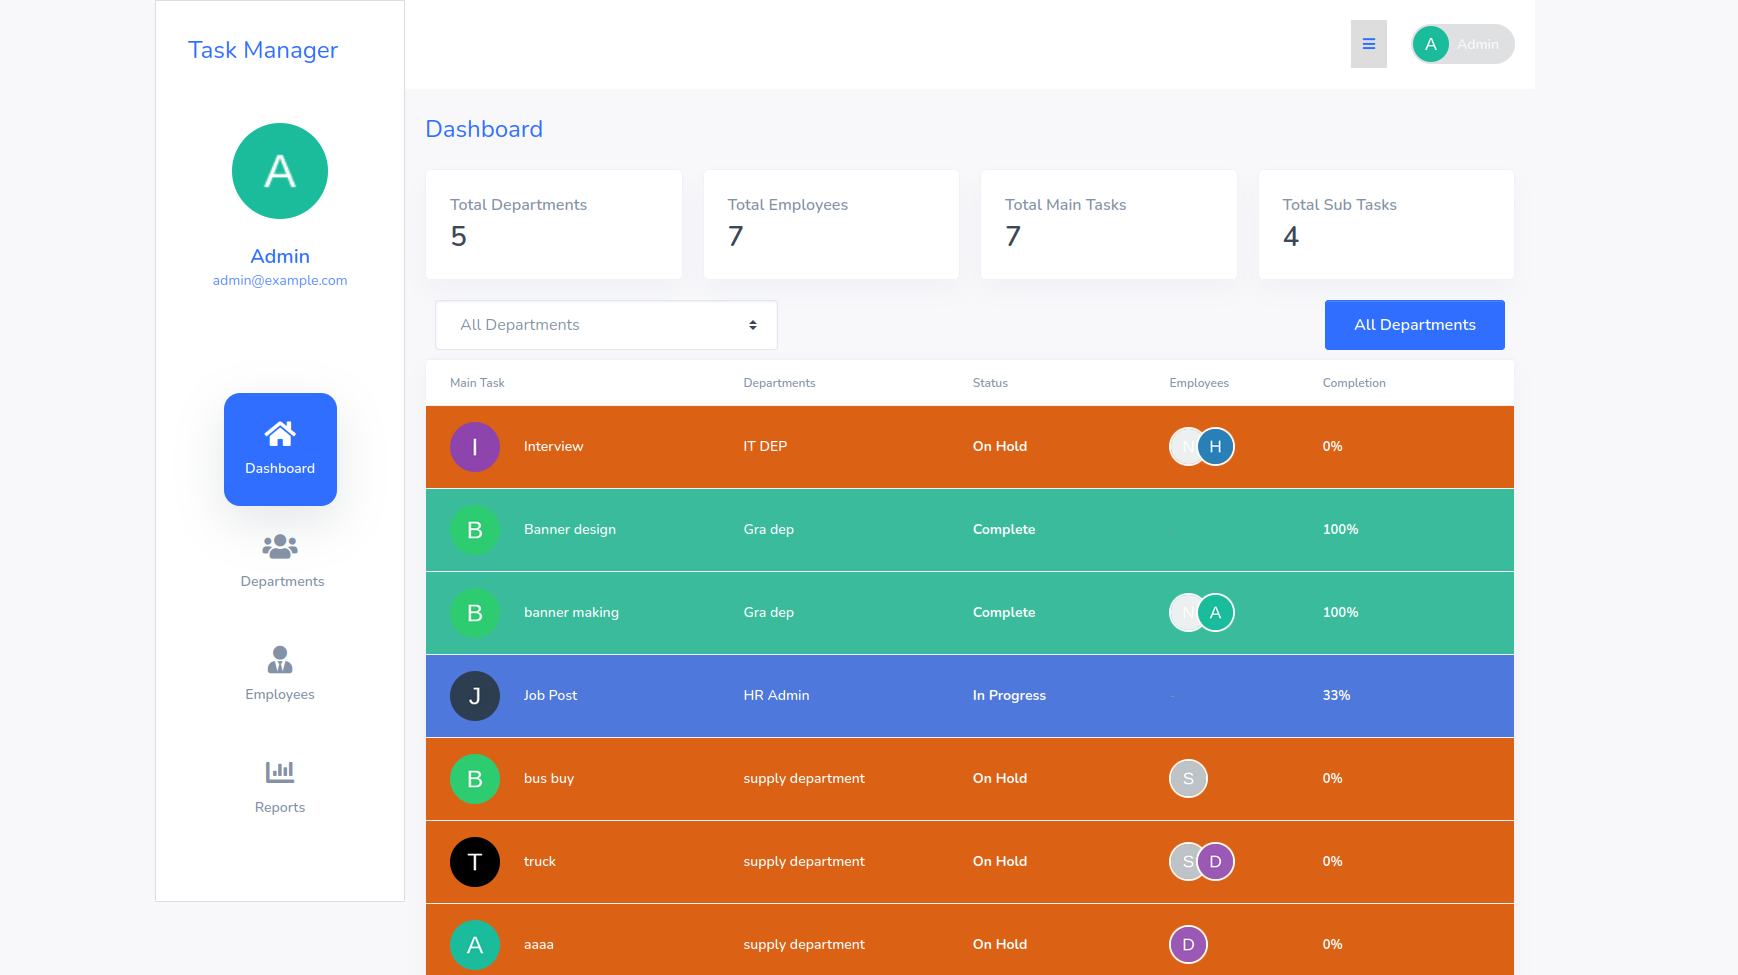 Task Manager
A
Admin
admin@example.com
Dashboard
Departments
Employees
Reports
A Admin
Dashboard
Total Departments
5
Total Employees
7
Total Main Tasks
7
Total Sub Tasks
4
All Departments
All Departments
Main Task Departments Status Employees Completion
I Interview IT DEP On Hold N H 0%
B Banner design Gra dep Complete 100%
B banner making Gra dep Complete N A 100%
J Job Post HR Admin In Progress - 33%
B bus buy supply department On Hold S 0%
T truck supply department On Hold S D 0%
A aaaa supply department On Hold D 0%